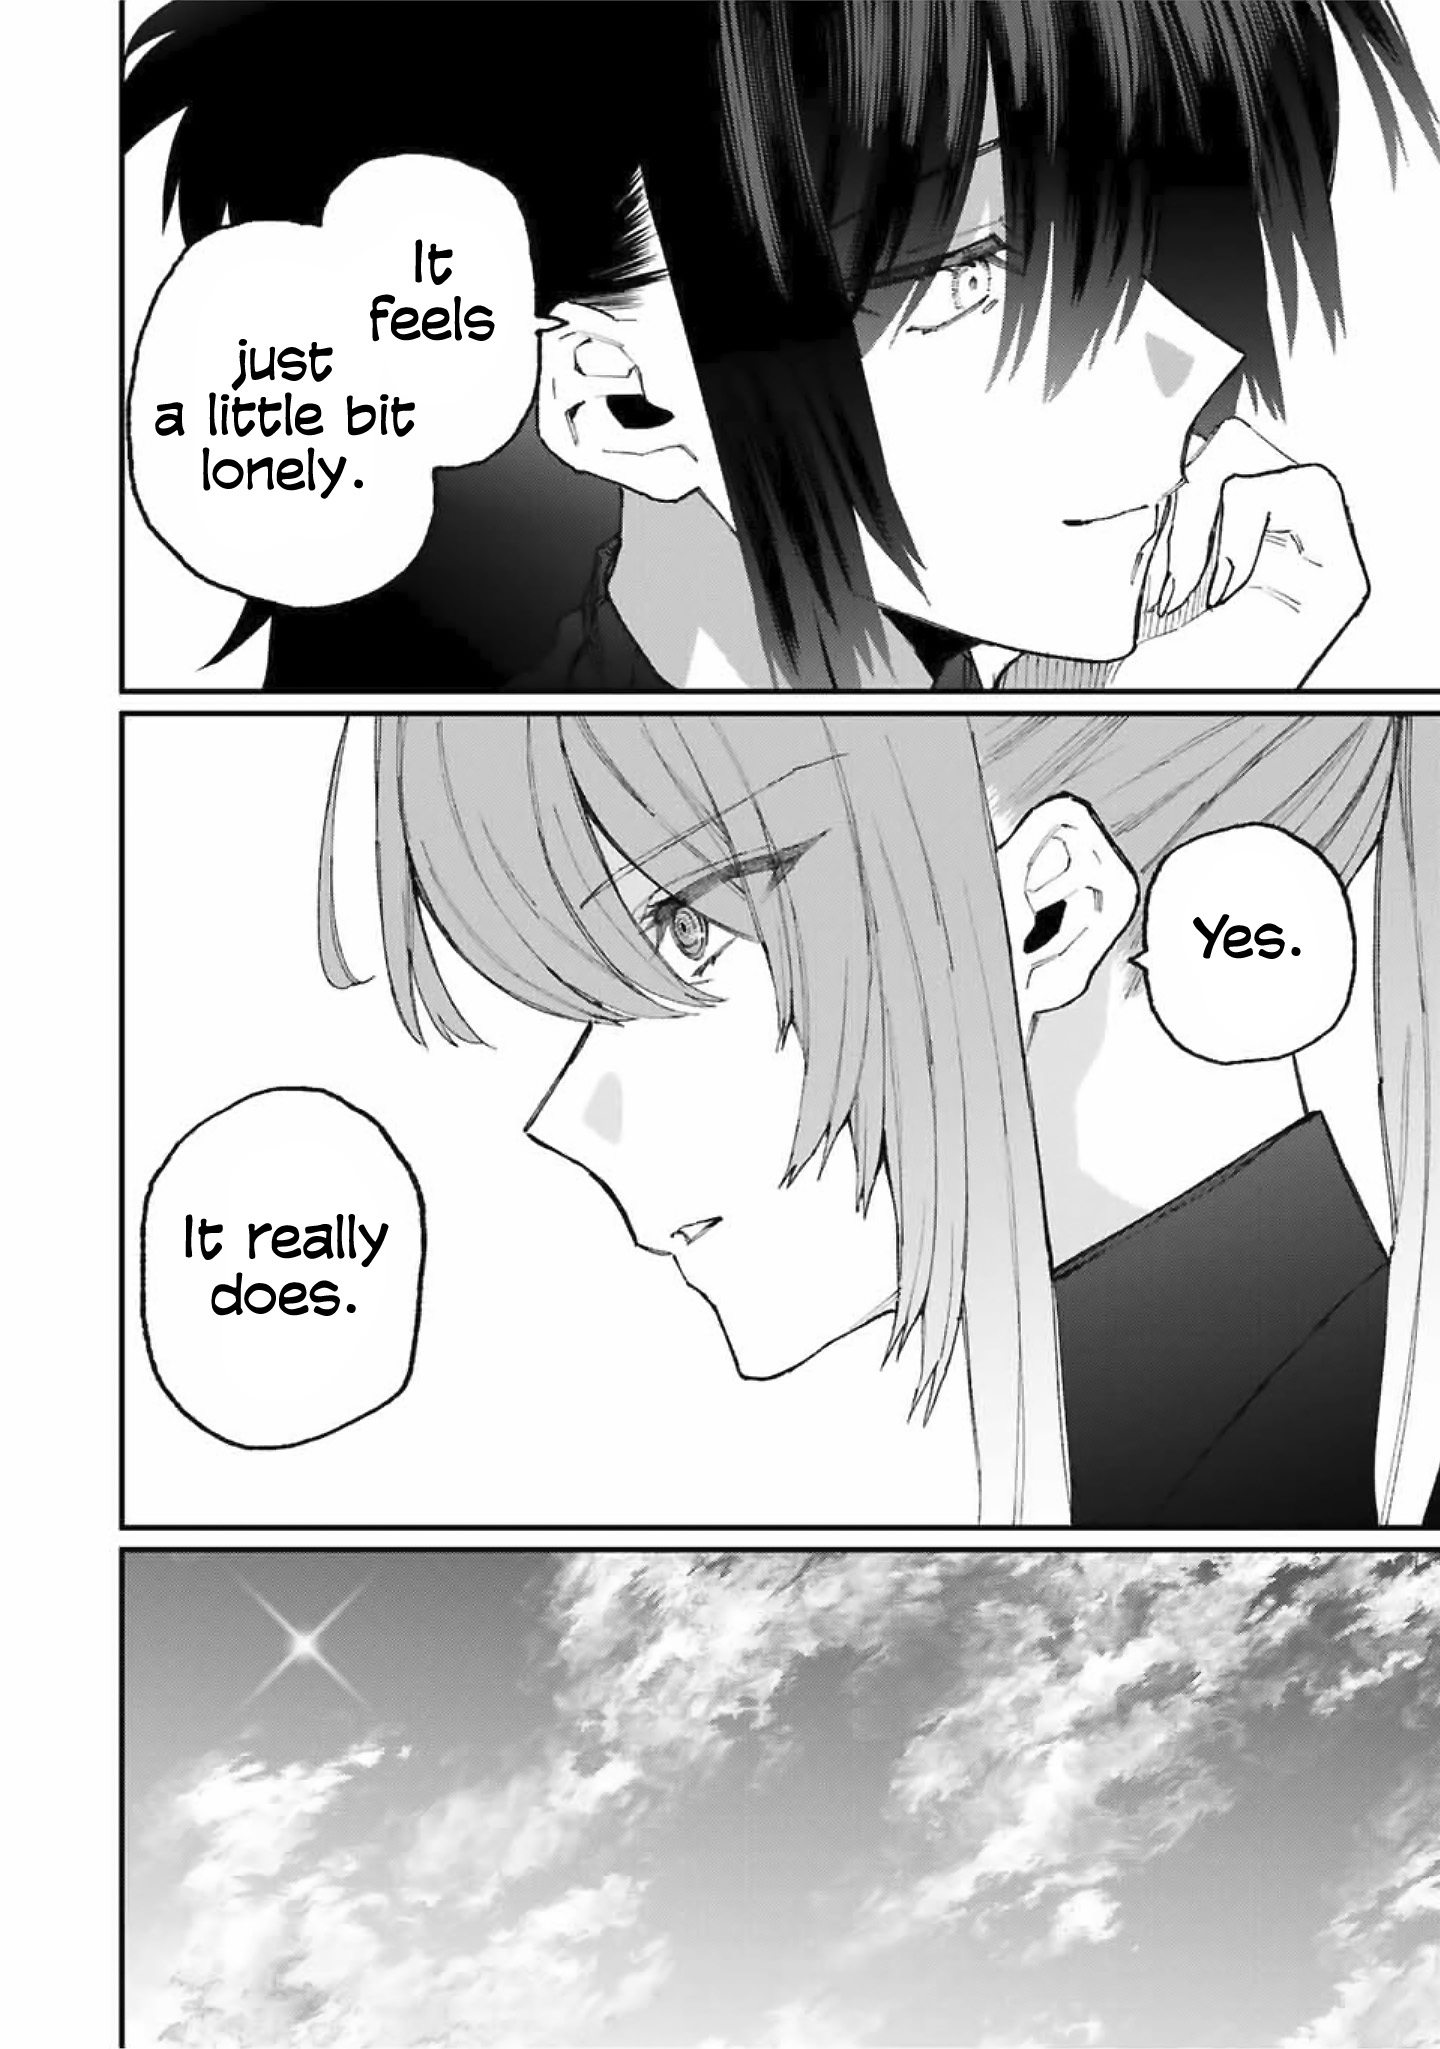 It
feels
just
a little bit
lonely.
Yes.
It really
does.